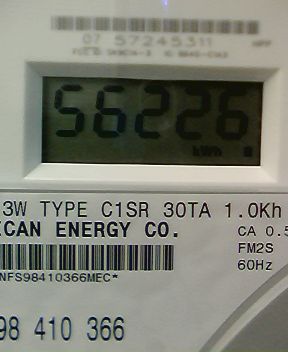 07 57245311
56226
kWh
3W TYPE C1SR 30TA 1.0Kh
ICAN ENERGY CO.
CA 0.5
FM2S
60Hz
NFS98410366MEC*
98 410 366